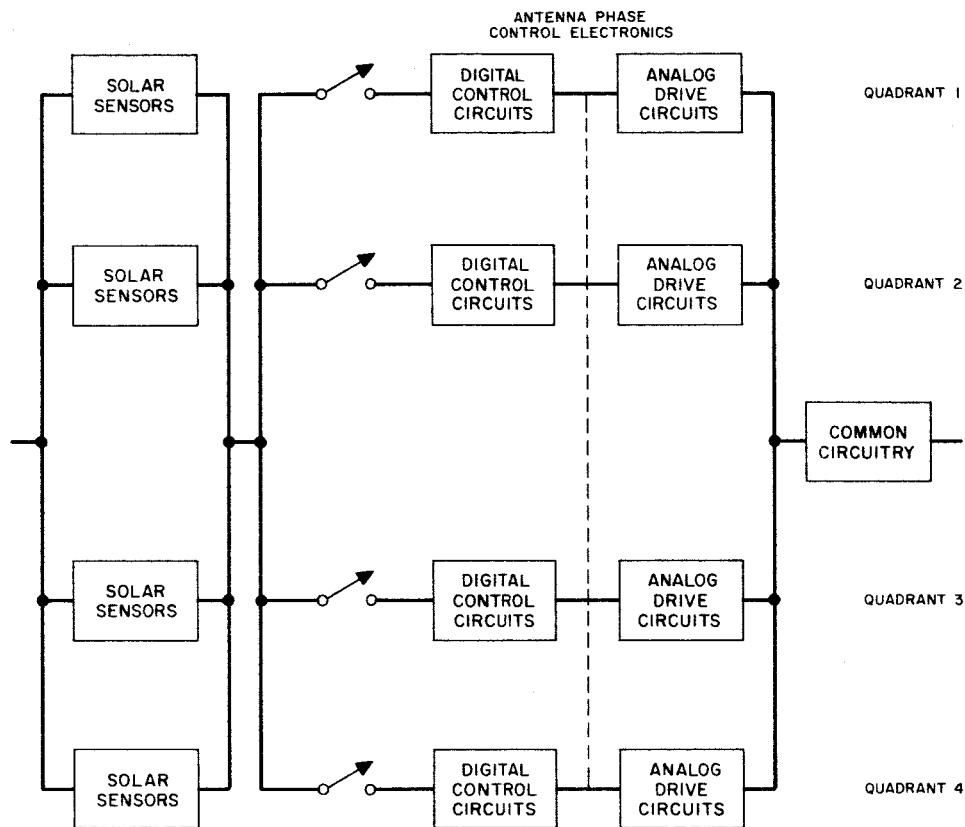 ANTENNA PHASE
CONTROL ELECTRONICS
SOLAR
SENSORS
DIGITAL
CONTROL
CIRCUITS
ANALOG
DRIVE
CIRCUITS
QUADRANT 1
SOLAR
SENSORS
DIGITAL
CONTROL
CIRCUITS
ANALOG
DRIVE
CIRCUITS
QUADRANT 2
COMMON
CIRCUITRY
SOLAR
SENSORS
DIGITAL
CONTROL
CIRCUITS
ANALOG
DRIVE
CIRCUITS
QUADRANT 3
SOLAR
SENSORS
DIGITAL
CONTROL
CIRCUITS
ANALOG
DRIVE
CIRCUITS
QUADRANT 4